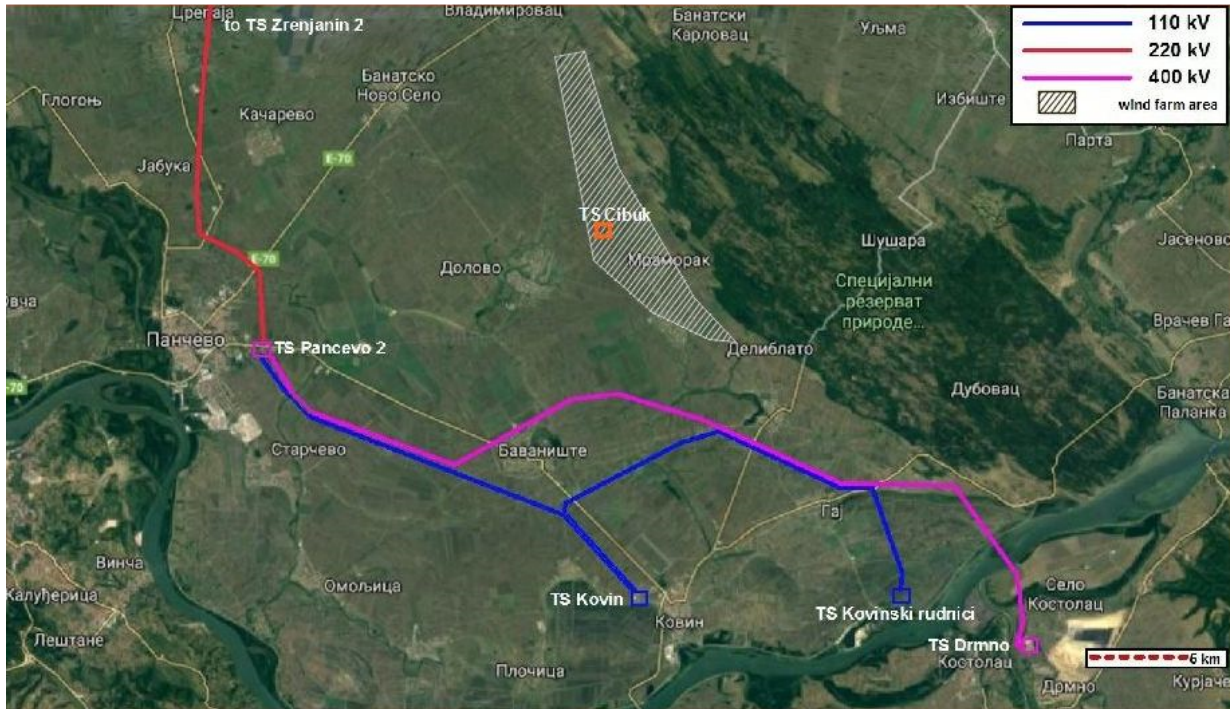 Црепаја
to TS Zrenjanin 2
Владимировац
Банатски
Карловац
Уљма
110 kV
220 kV
400 kV
wind farm area
Глогоњ
Банатско
Ново Село
Качарево
Избиште
Парта
Јабука
E-70
TS Cibuk
Мраморак
Шушара
Јасеново
E-70
Долово
Специјални
резерват
природе...
Врачев Га
Панчево
TS Pancevo 2
Делиблато
-70
Дубовац
Банатска
Паланка
Старчево
Баваниште
Гај
Винча
Омољица
Калуђерица
TS Kovin
Ковин
TS Kovinski rudnici
Село
Костолац
Лештане
Плочица
TS Drmno
Костолац
Дрмно
5 km
Курјаче